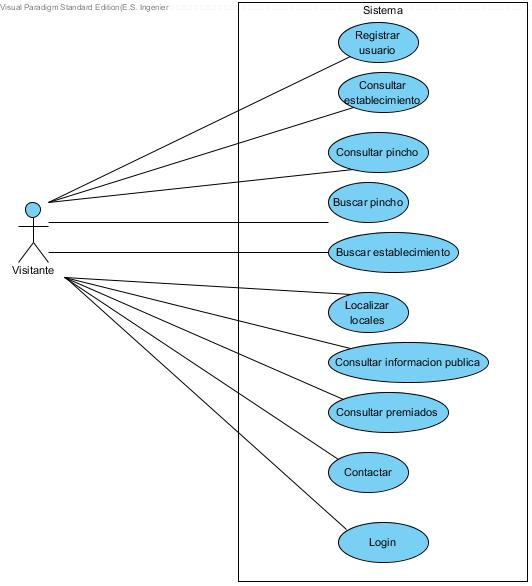 Visual Paradigm Standard Edition(E.S. Ingenier
Sistema
Registrar
usuario
Consultar
establecimiento
Consultar pincho
Buscar pincho
Buscar establecimiento
Visitante
Localizar
locales
Consultar informacion publica
Consultar premiados
Contactar
Login